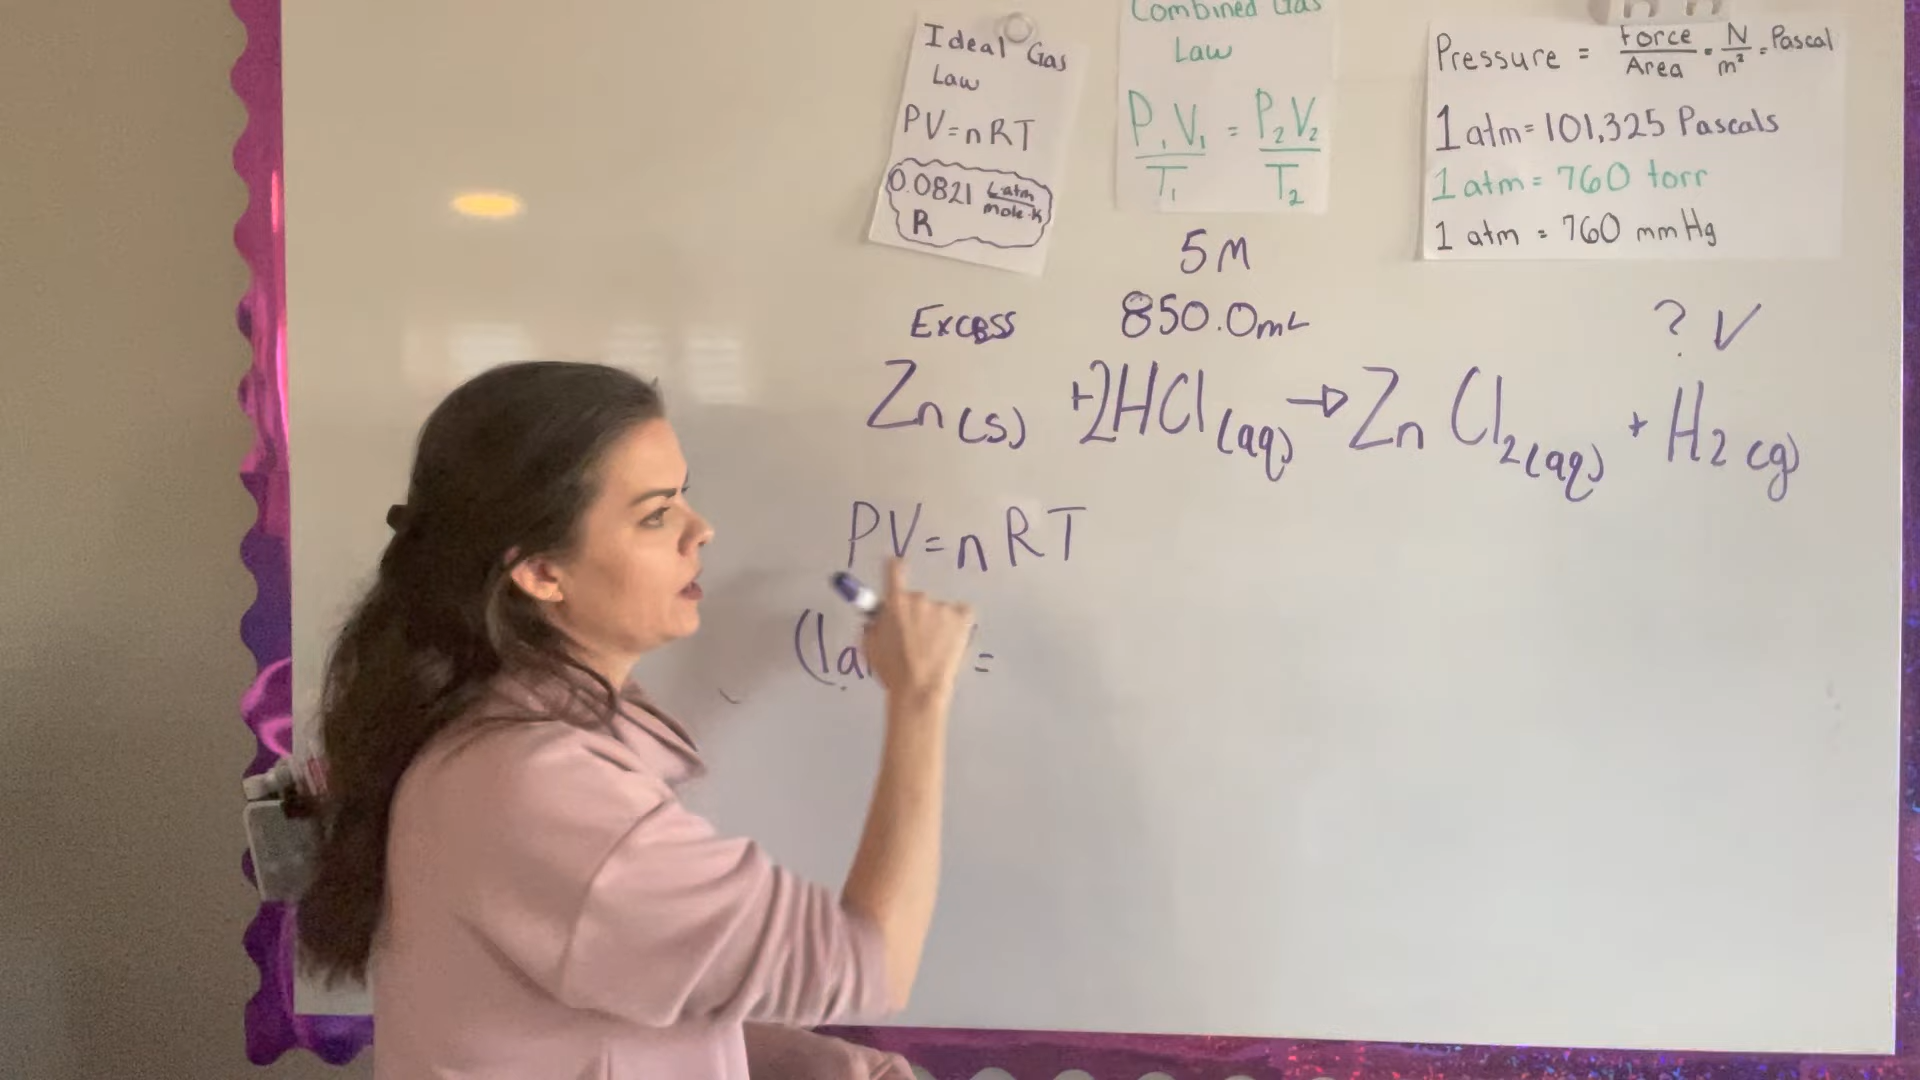 Ideal Gas
Law
PV=nRT
0.0821 L·atm/mole·K
R
Combined Gas
Law
P₁V₁/T₁ = P₂V₂/T₂
Pressure = Force/Area = N/m² = Pascal
1 atm = 101,325 Pascals
1 atm = 760 torr
1 atm = 760 mmHg
5M
Excess 850.0mL ? V
Zn(s) +2HCl(aq) → ZnCl₂(aq) + H₂(g)
PV=nRT
(1a =